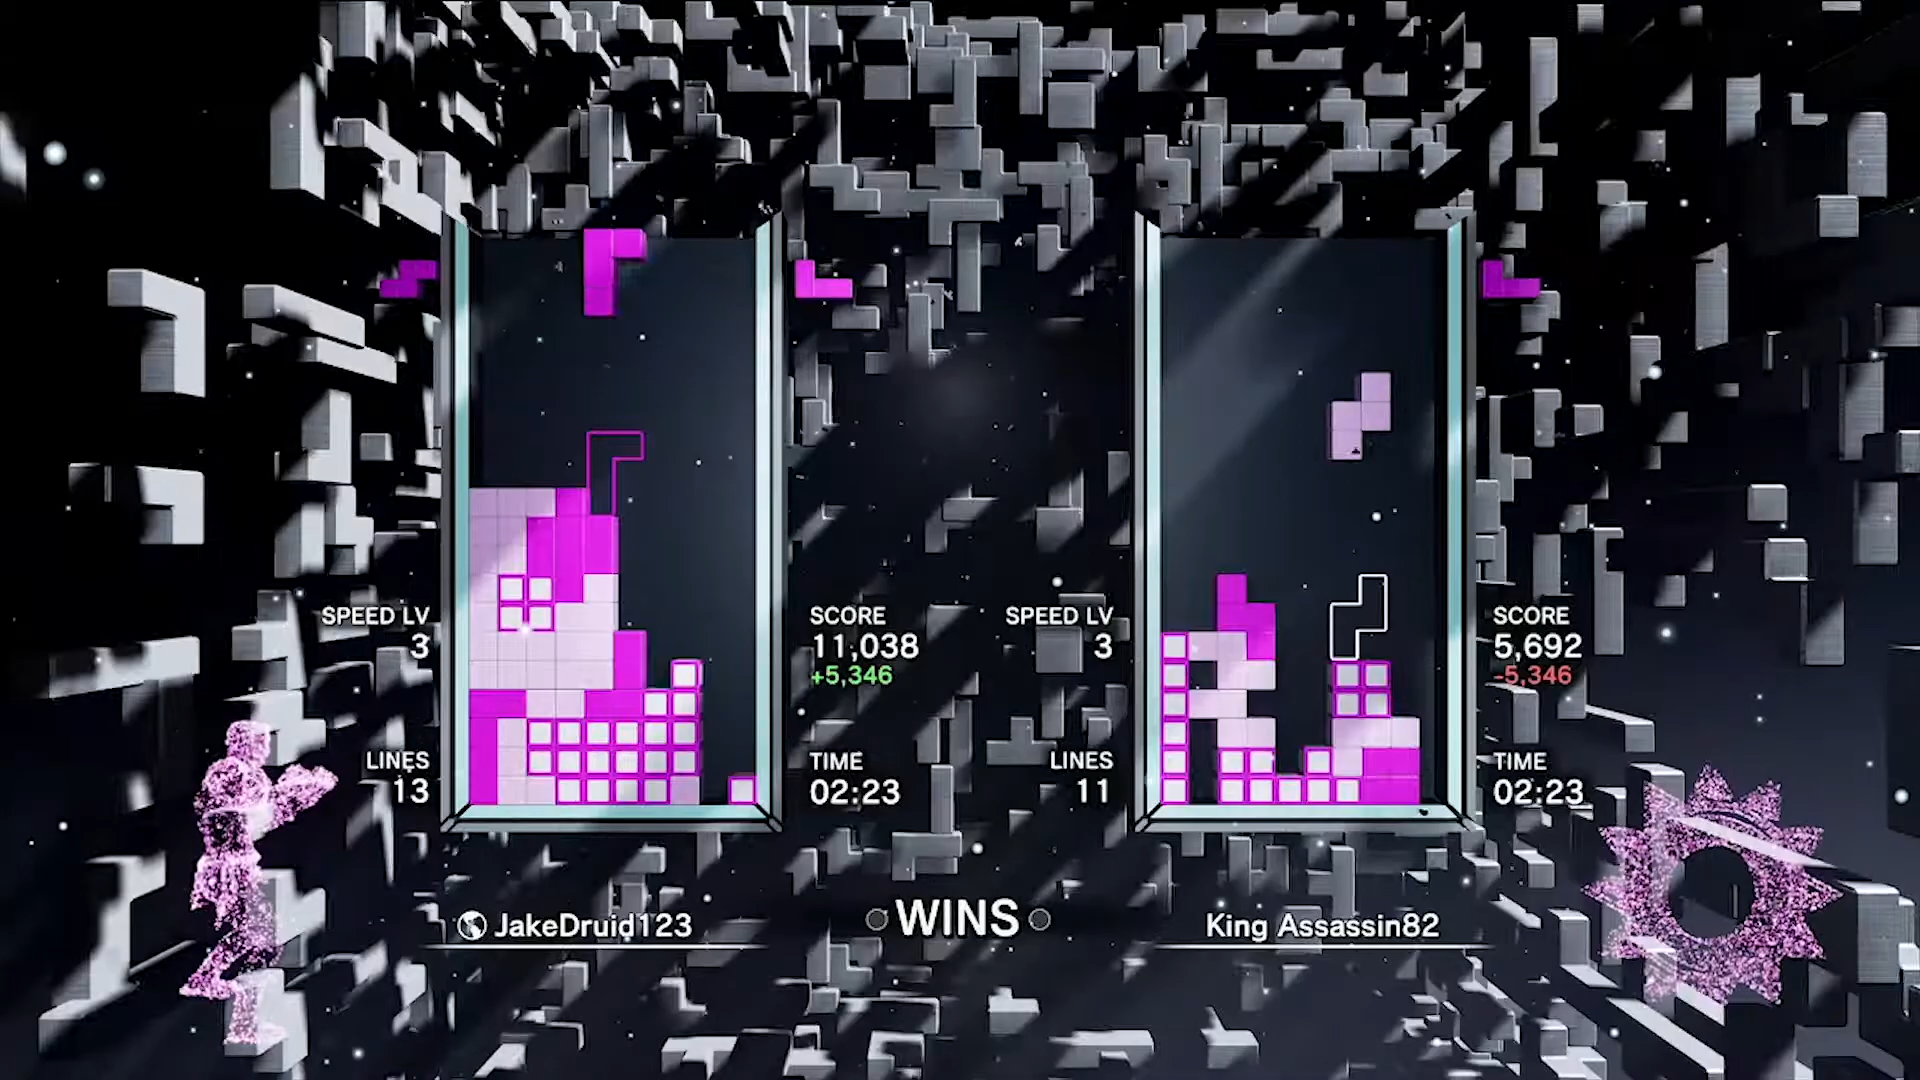 SPEED LV
3
LINES
13
SCORE
11,038
+5,346
TIME
02:23
SPEED LV
3
LINES
11
SCORE
5,692
-5,346
TIME
02:23
JakeDruid123
WINS
King Assassin82